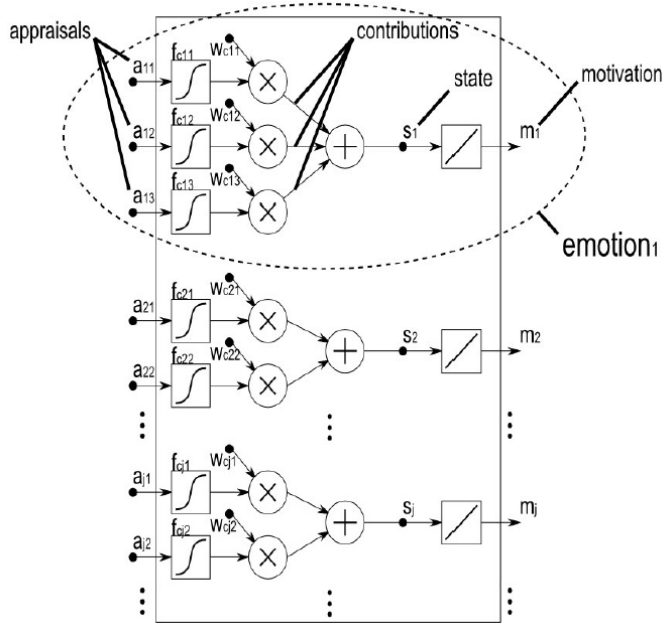 appraisals
contributions
state
motivation
a11 fc11 Wc11
a12 fc12 Wc12 s1 m1
a13 fc13 Wc13
emotion1
a21 fc21 Wc21
s2 m2
a22 fc22 Wc22
aj1 fcj1 Wcj1
sj mj
aj2 fcj2 Wcj2